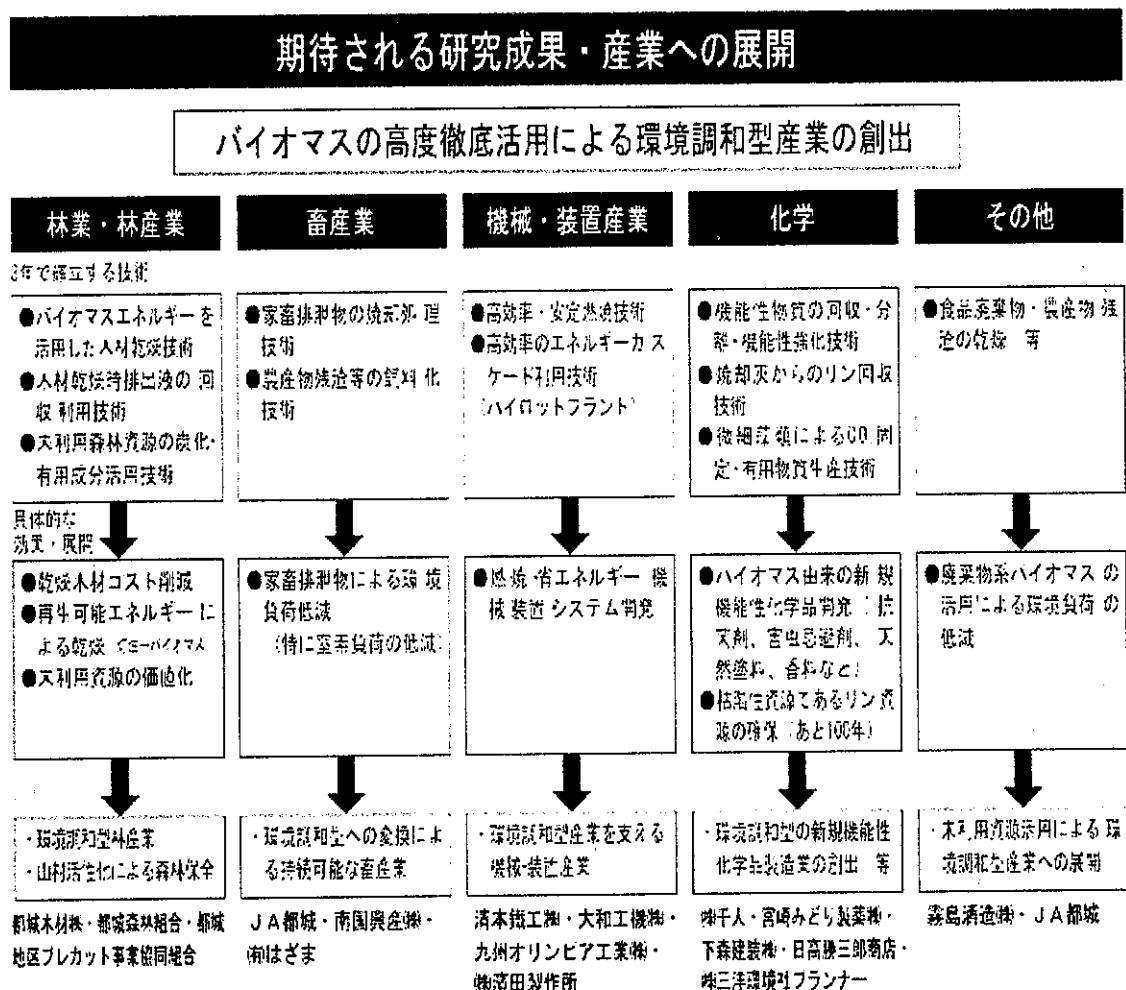 期待される研究成果・産業への展開
バイオマスの高度徹底活用による環境調和型産業の創出
林業・林産業
3年で確立する技術
●バイオマスエネルギーを
活用した木材乾燥技術
●木材乾燥時排出液の回
収利用技術
●未利用森林資源の炭化・
有用成分活用技術
具体的な
効果・展開
●乾燥木材コスト削減
●再生可能エネルギーに
よる乾燥
●未利用資源の価値化
・環境調和型林産業
・山村活性化による森林保全
都城木材㈱・都城森林組合・都城
地区プレカット事業協同組合
畜産業
●家畜排泄物の焼却処理
技術
●農産物残渣等の飼料化
技術
●家畜排泄物による環境
負荷低減
(特に窒素負荷の低減)
・環境調和型への変換によ
る持続可能な畜産業
JA都城・南国興産㈱・
㈲はざま
機械・装置産業
●高効率・安定燃焼技術
●高効率のエネルギーカス
ケード利用技術
(パイロットプラント)
●燃焼・省エネルギー機
械装置システム開発
・環境調和型産業を支える
機械・装置産業
清本鐵工㈱・大和工機㈱・
九州オリンピア工業㈱・
㈱濱田製作所
化学
●機能性物質の回収・分
離・機能性強化技術
●焼却灰からのリン回収
技術
●微細藻類によるCO2固
定・有用物質生産技術
●バイオマス由来の新規
機能性化学品開発(抗
菌剤、害虫忌避剤、天
然塗料、香料など)
●枯渇性資源であるリン資
源の確保(あと100年)
・環境調和型の新規機能性
化学品製造業の創出 等
㈱千人・宮崎みどり製薬㈱・
下森建装㈱・日高勝三郎商店・
㈱三洋環境社プランナー
その他
●食品廃棄物・農産物残
渣の乾燥 等
●廃棄物系バイオマスの
活用による環境負荷の
低減
・未利用資源活用による環
境調和型産業への展開
霧島酒造㈱・JA都城